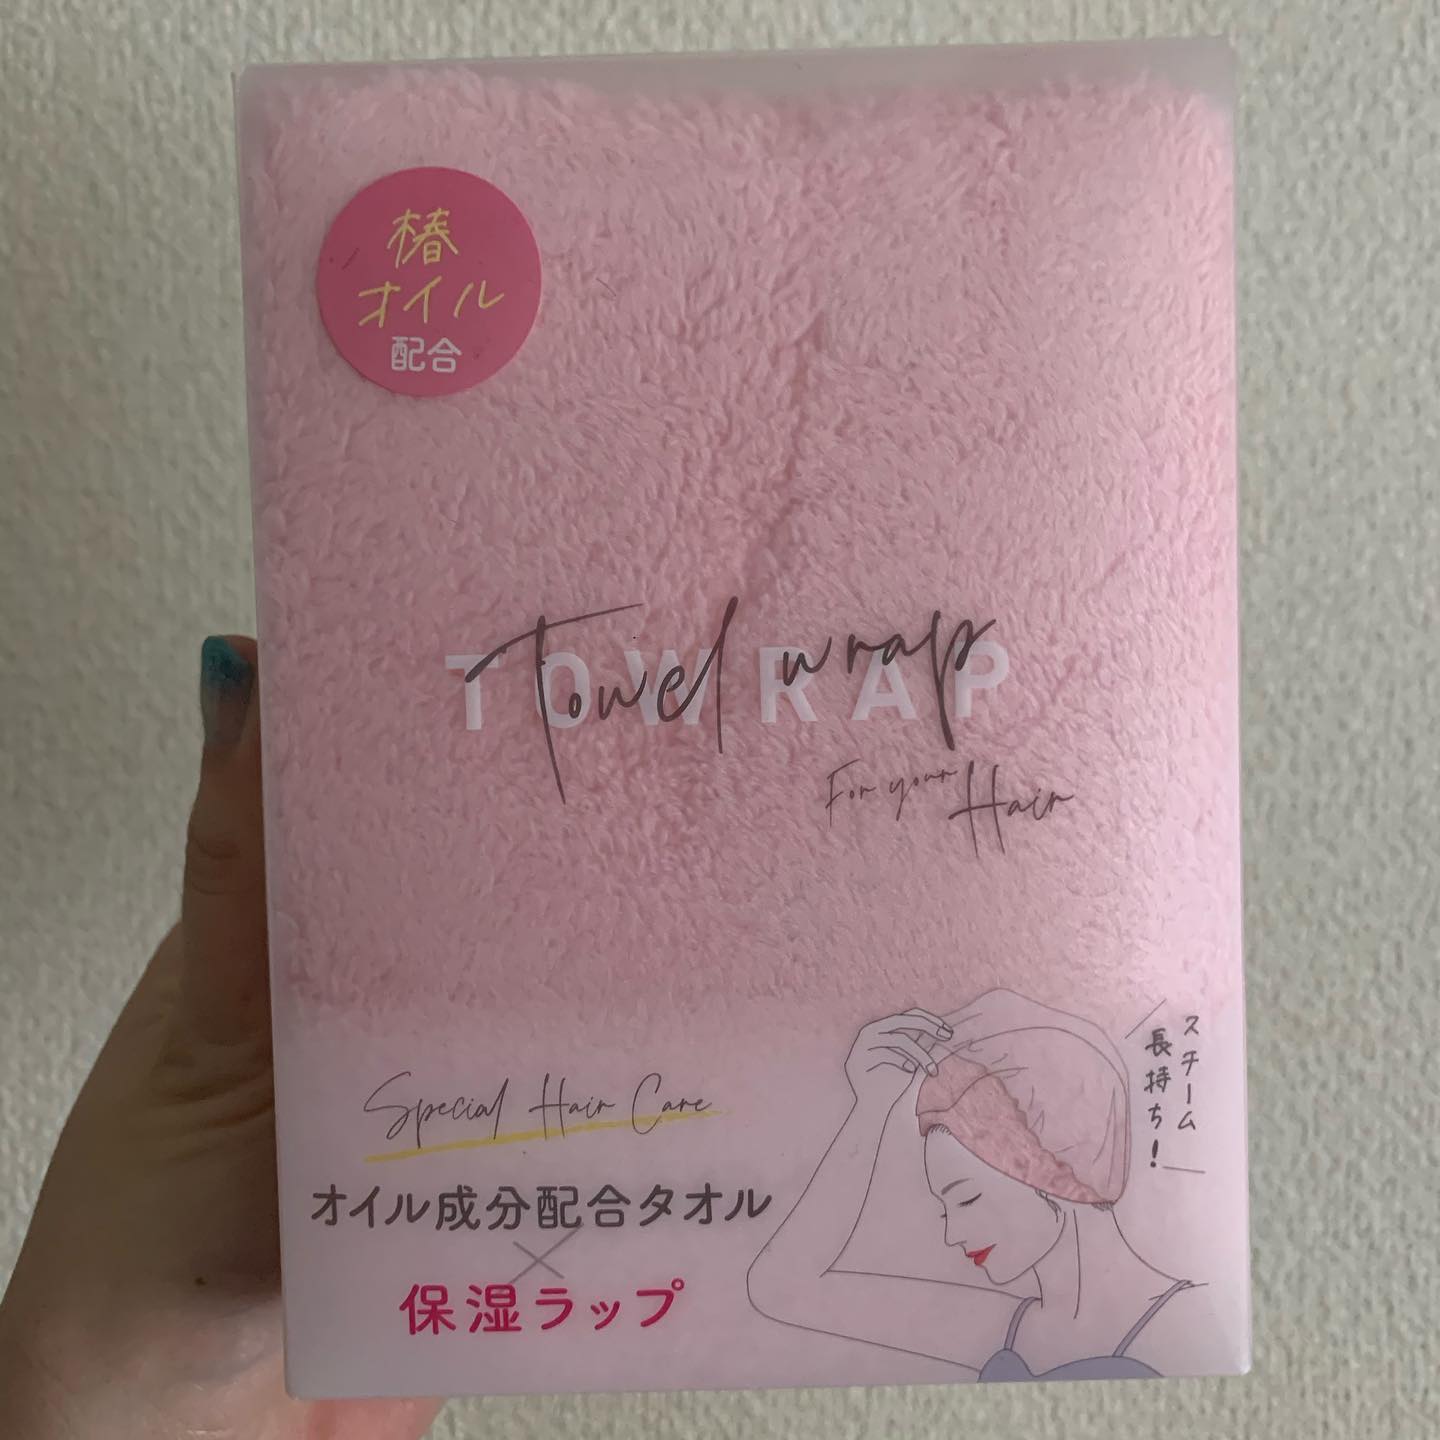 椿
オイル
配合
TOWRAP
Towel wrap
For your Hair
スチーム
長持ち!
Special Hair Care
オイル成分配合タオル
×
保湿ラップ